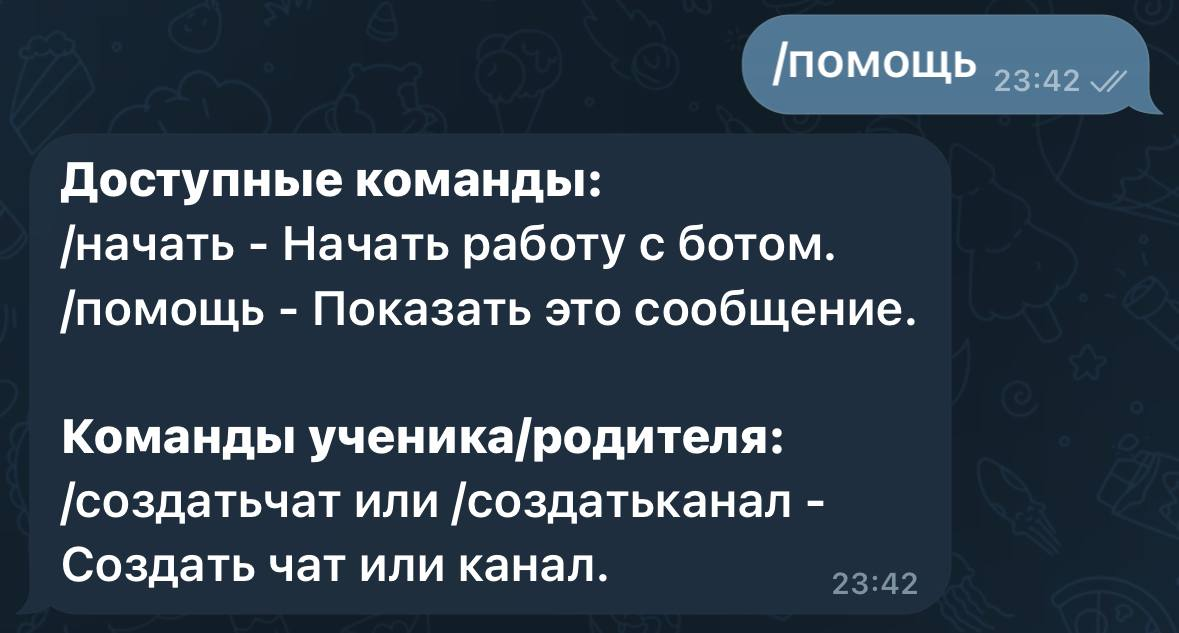 /помощь 23:42
Доступные команды:
/начать - Начать работу с ботом.
/помощь - Показать это сообщение.
Команды ученика/родителя:
/создатьчат или /создатьканал -
Создать чат или канал.
23:42